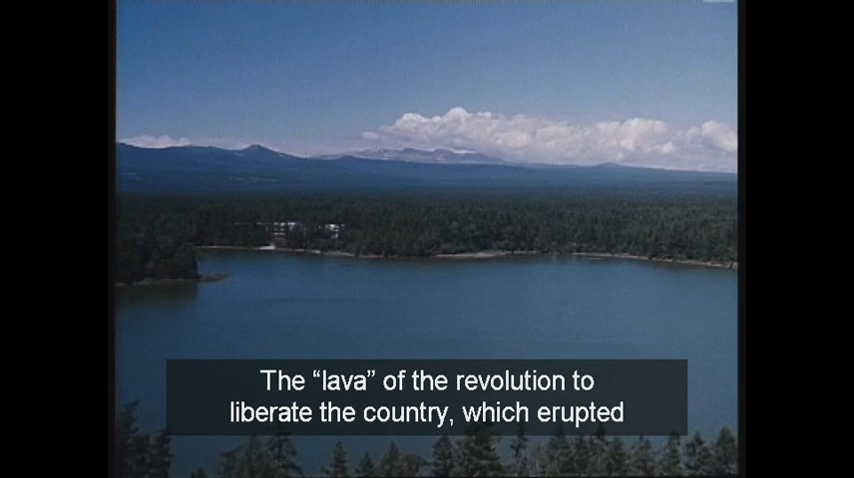 The “lava” of the revolution to
liberate the country, which erupted